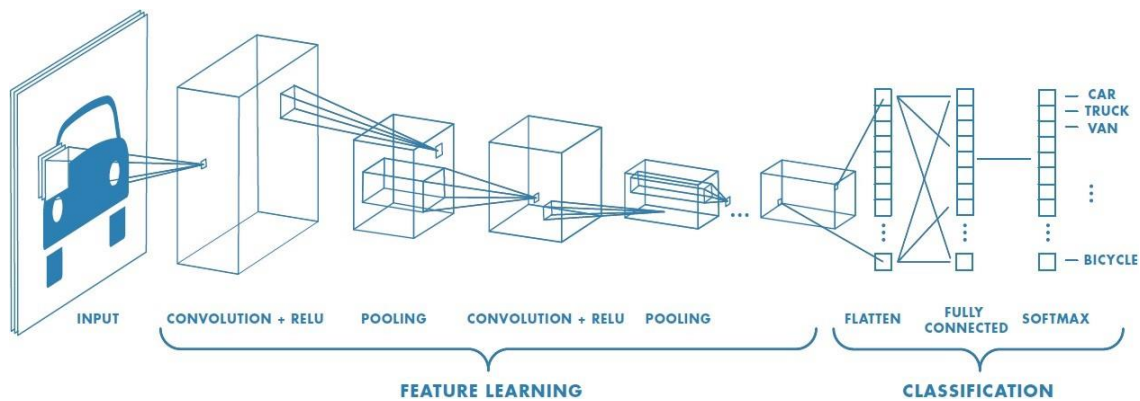 CAR
TRUCK
VAN
BICYCLE
INPUT
CONVOLUTION + RELU
POOLING
CONVOLUTION + RELU
POOLING
FLATTEN
FULLY
CONNECTED
SOFTMAX
FEATURE LEARNING
CLASSIFICATION